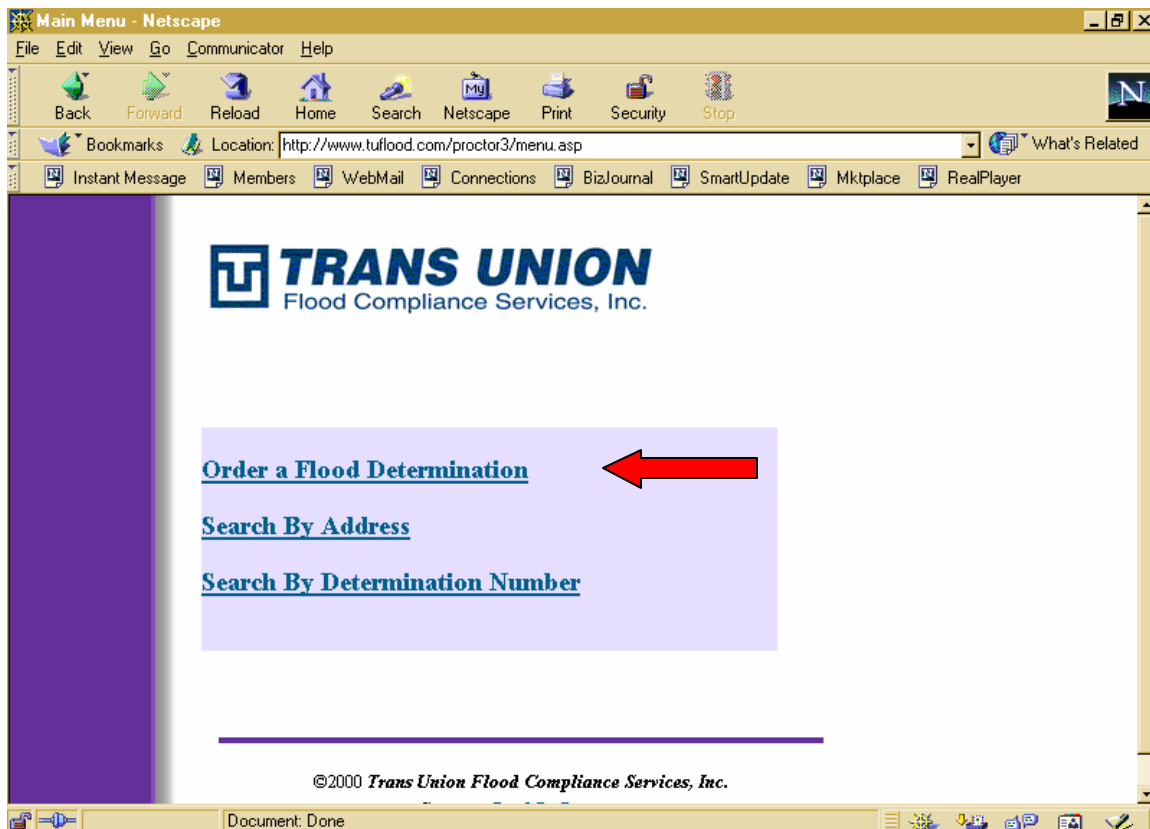 Main Menu - Netscape
File Edit View Go Communicator Help
Back Forward Reload Home Search Netscape Print Security Stop
My
N
Bookmarks Location: http://www.tuflood.com/proctor3/menu.asp What's Related
Instant Message Members WebMail Connections BizJournal SmartUpdate Mktplace RealPlayer
TU TRANS UNION
Flood Compliance Services, Inc.
Order a Flood Determination
Search By Address
Search By Determination Number
©2000 Trans Union Flood Compliance Services, Inc.
Document: Done